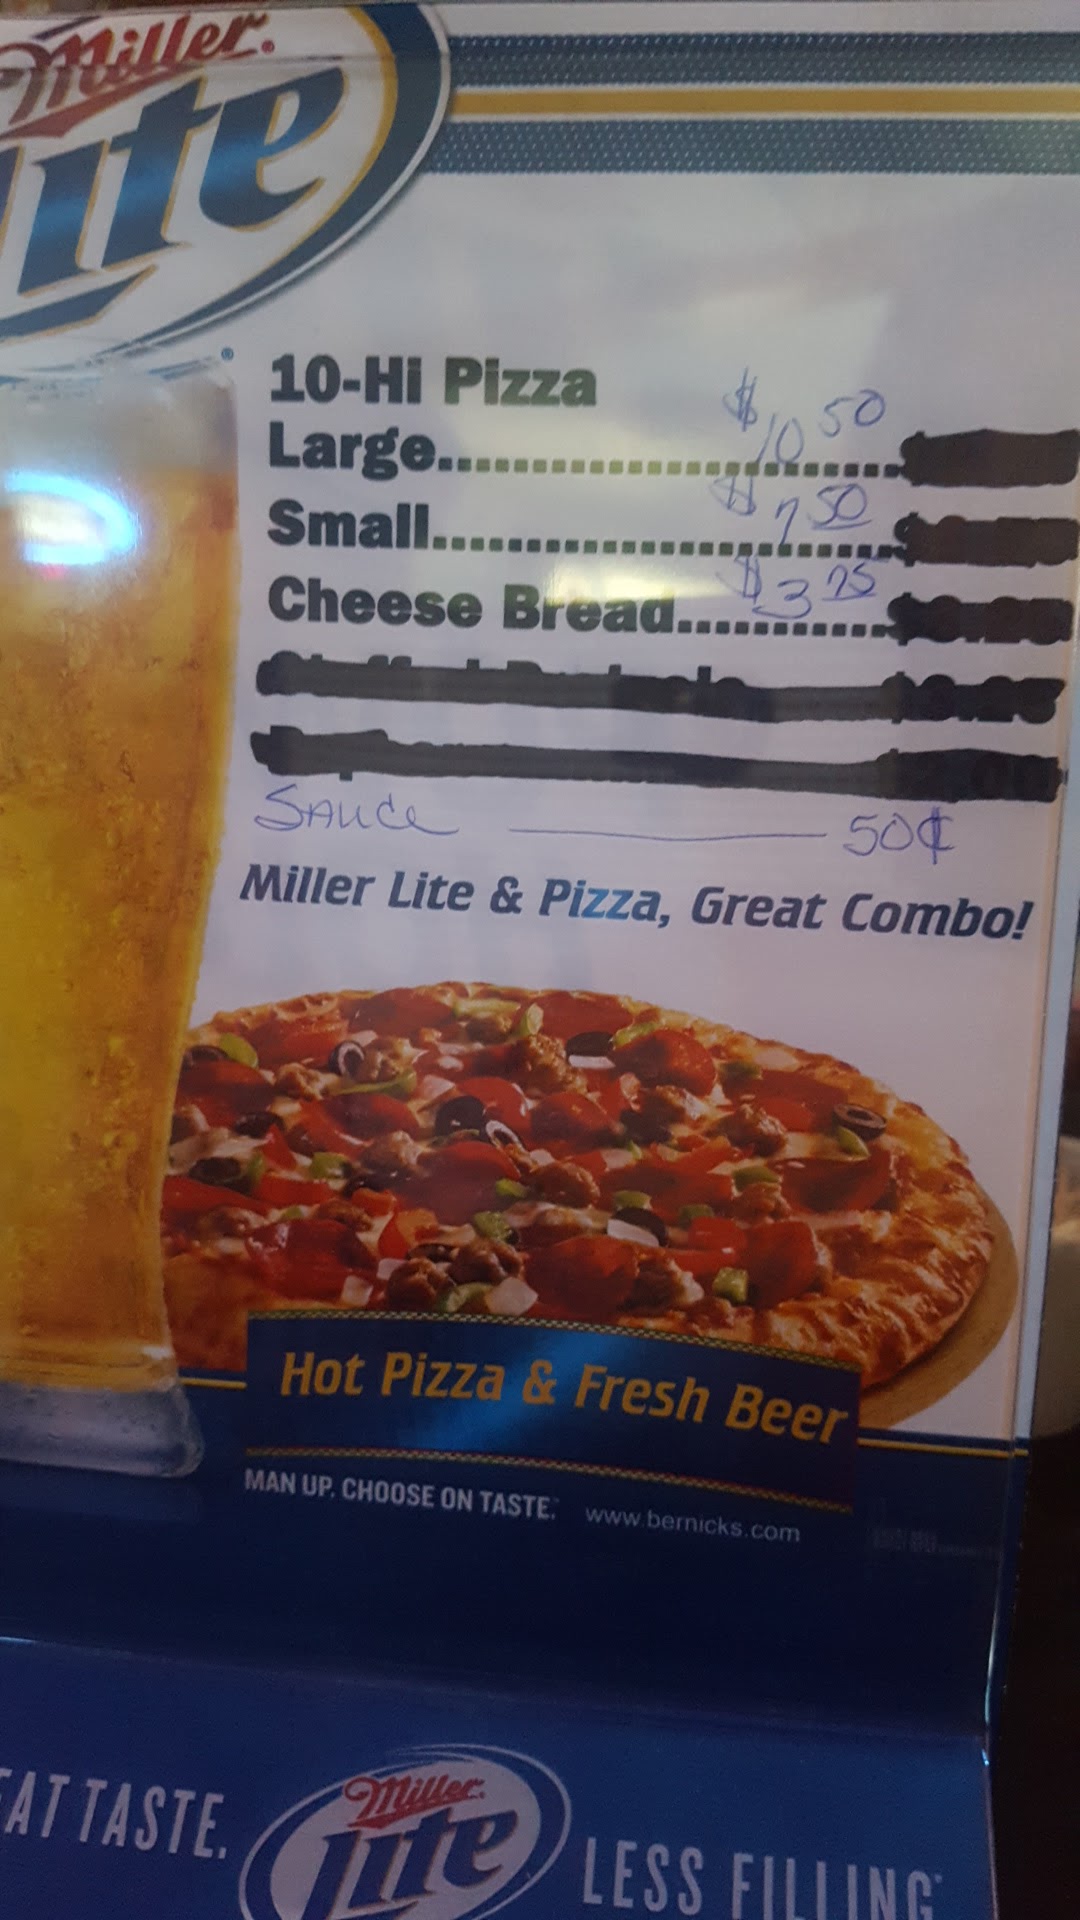 Miller
Lite
10-Hi Pizza
Large.............................. $10 50
Small.............................. $7 50
Cheese Bread.............. $3 75
Sauce 50¢
Miller Lite & Pizza, Great Combo!
Hot Pizza & Fresh Beer
MAN UP. CHOOSE ON TASTE. www.bernicks.com
EAT TASTE. Miller Lite LESS FILLING